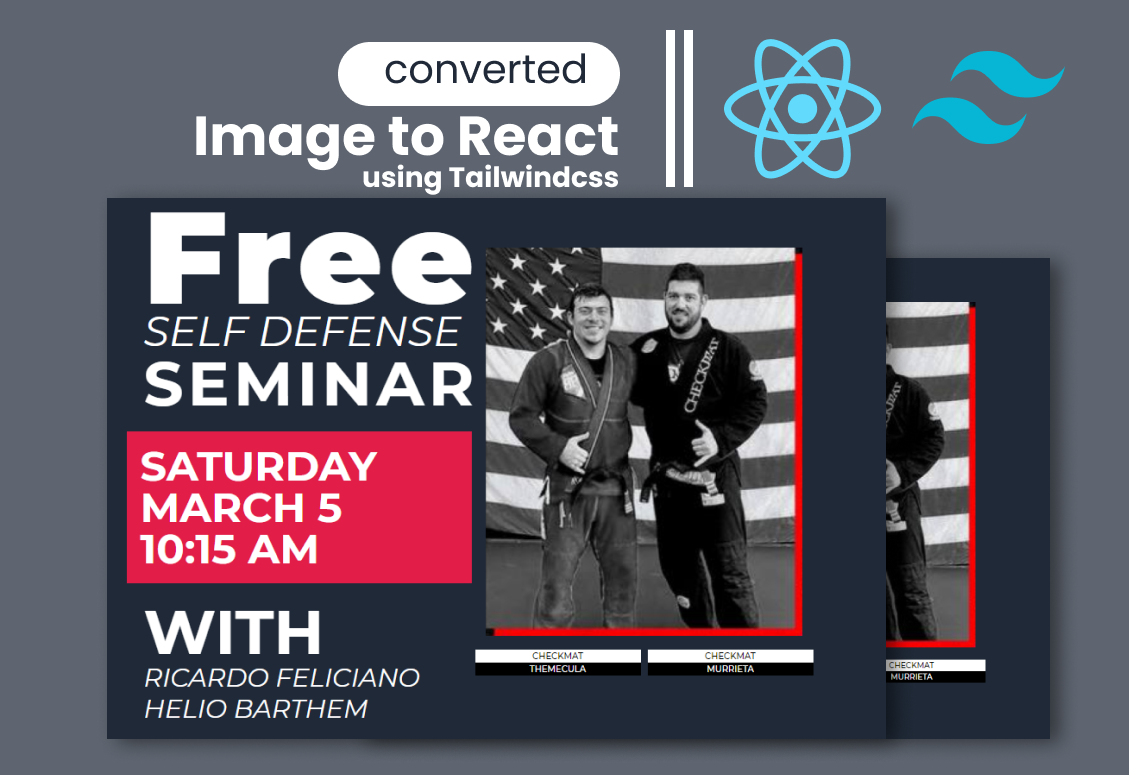 converted
Image to React
using Tailwindcss
Free
SELF DEFENSE
SEMINAR
SATURDAY
MARCH 5
10:15 AM
WITH
RICARDO FELICIANO
HELIO BARTHEM
CHECKMAT
CHECKMAT
THEMECULA
CHECKMAT
MURRIETA
CHECKMAT
MURRIETA